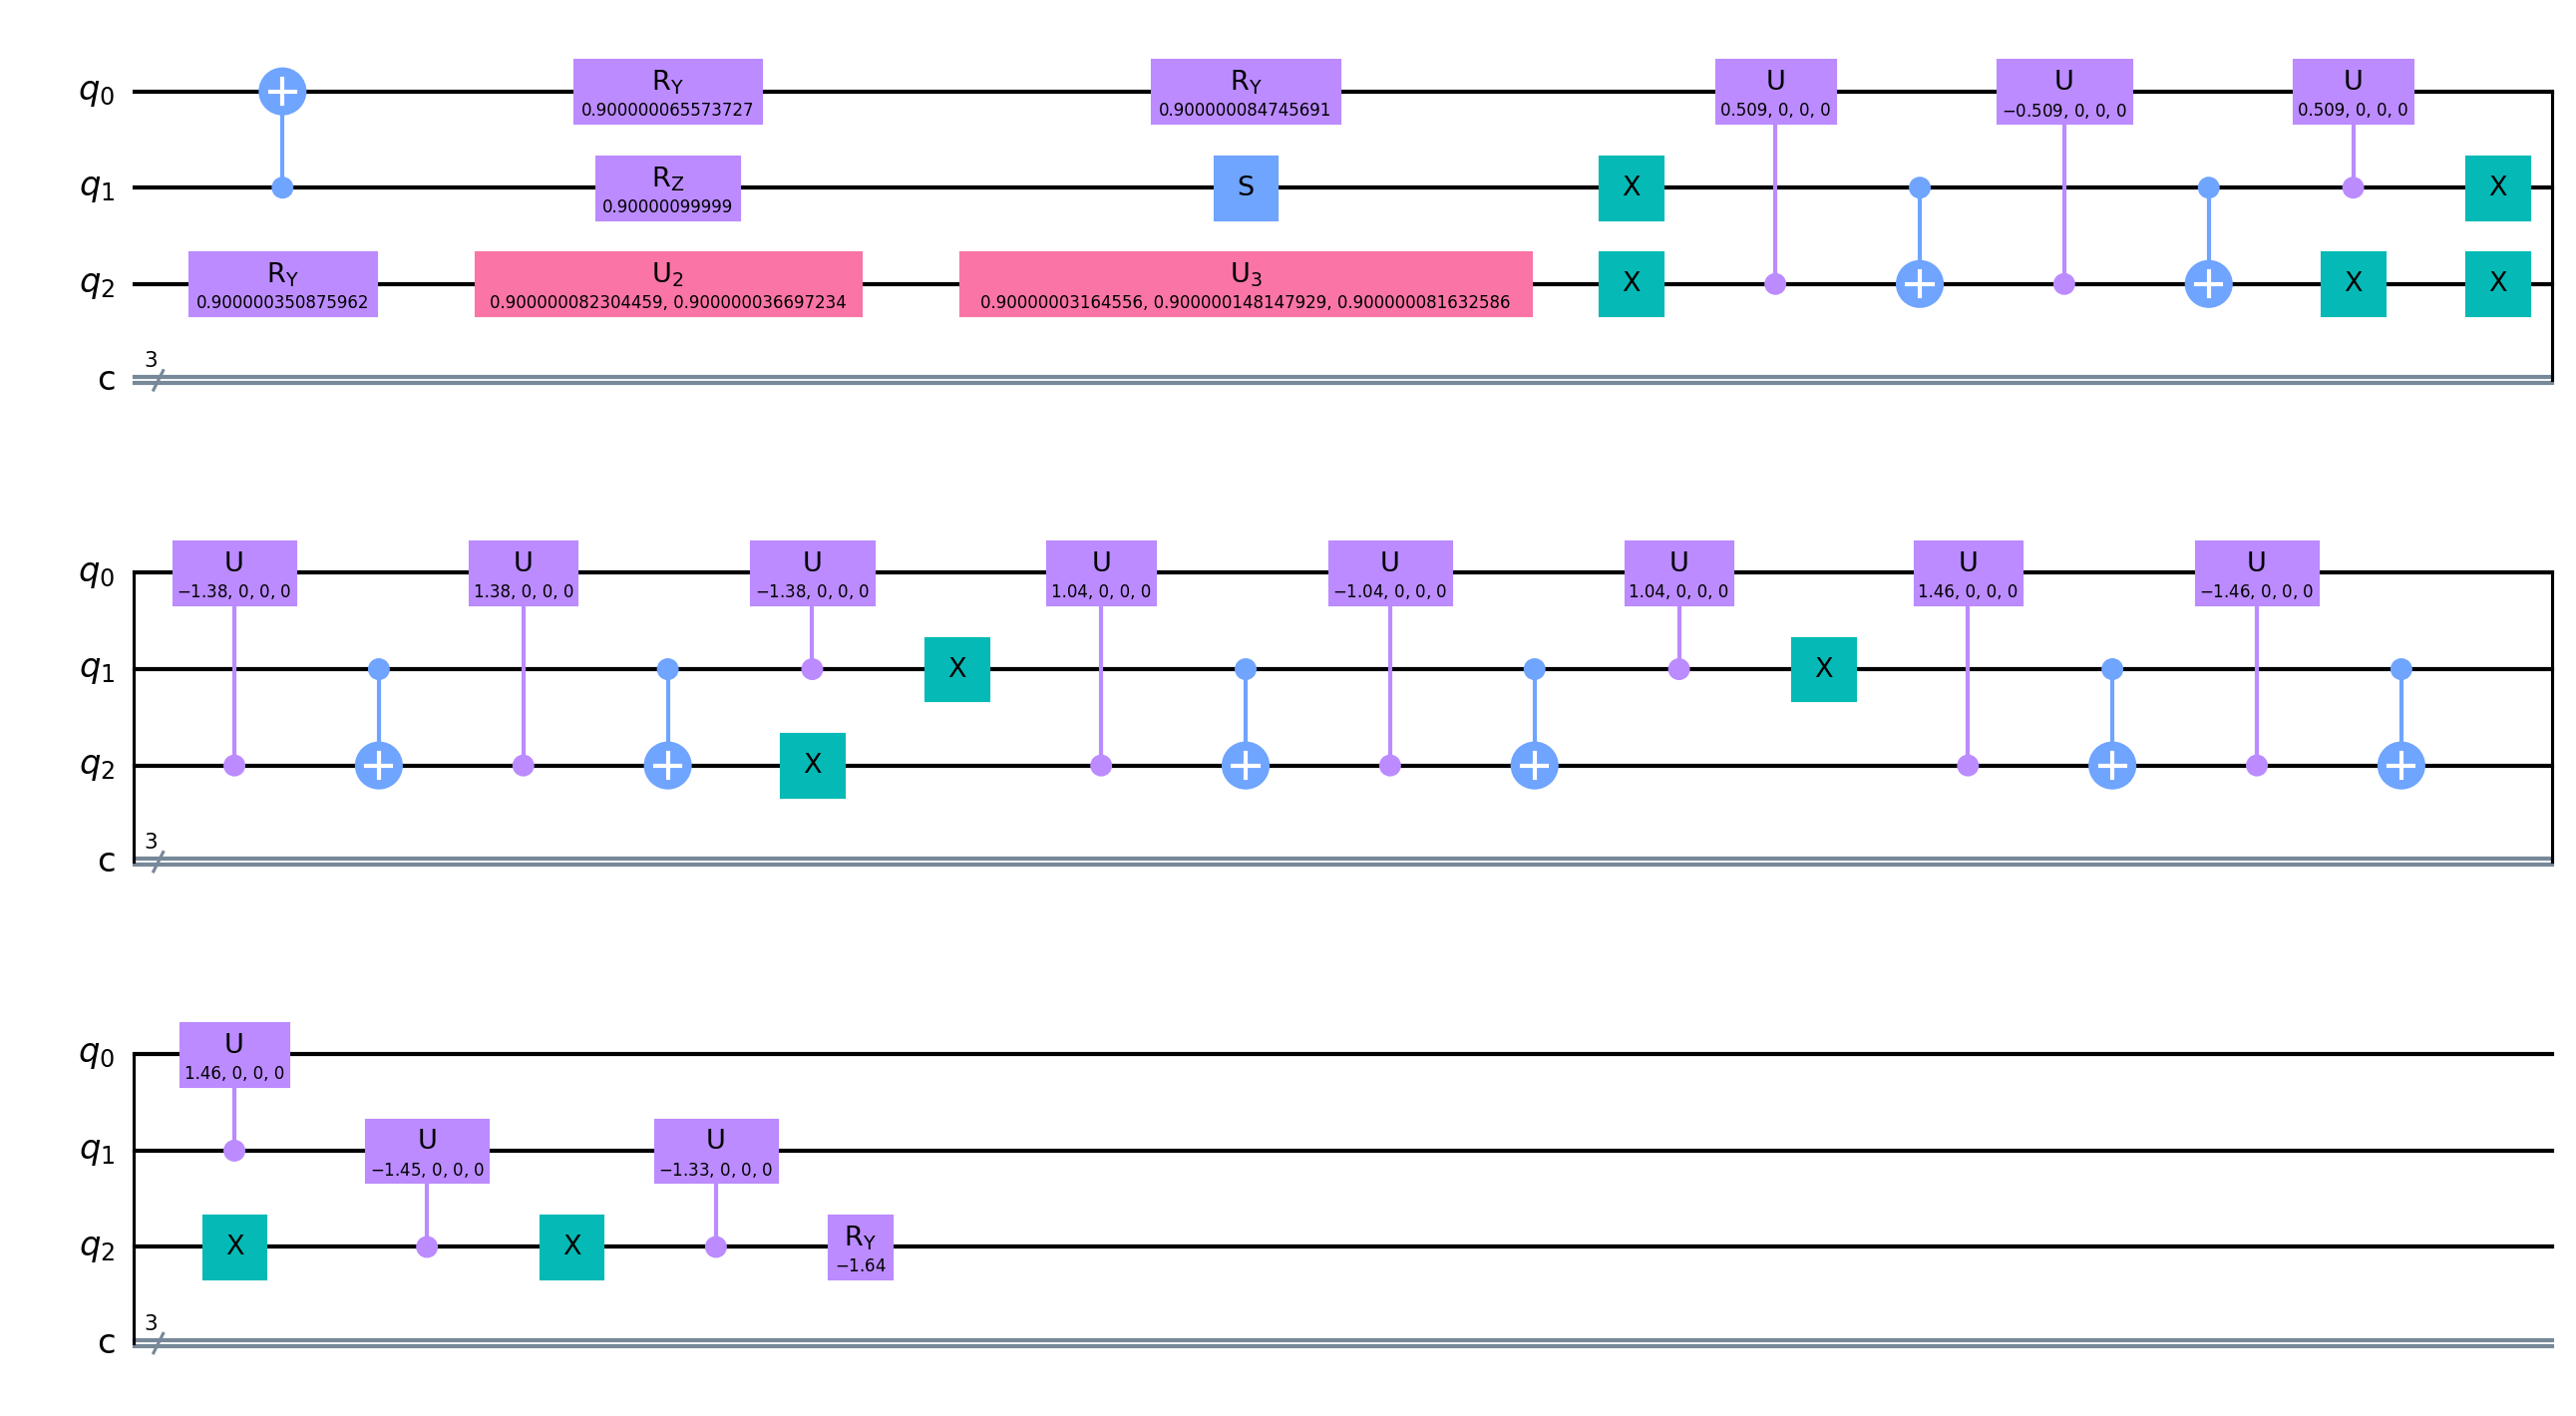 q0 RY 0.900000065573727 RY 0.900000084745691 U 0.509, 0, 0, 0 U −0.509, 0, 0, 0 U 0.509, 0, 0, 0
q1 RZ 0.90000099999 S X X
q2 RY 0.900000350875962 U2 0.900000082304459, 0.900000036697234 U3 0.90000003164556, 0.900000148147929, 0.900000081632586 X X X
c 3
q0 U −1.38, 0, 0, 0 U 1.38, 0, 0, 0 U −1.38, 0, 0, 0 U 1.04, 0, 0, 0 U −1.04, 0, 0, 0 U 1.04, 0, 0, 0 U 1.46, 0, 0, 0 U −1.46, 0, 0, 0
q1 X X
q2 X
c 3
q0 U 1.46, 0, 0, 0
q1 U −1.45, 0, 0, 0 U −1.33, 0, 0, 0
q2 X X RY −1.64
c 3